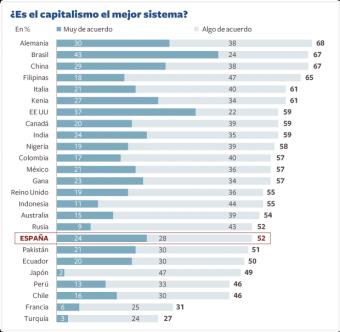 ¿Es el capitalismo el mejor sistema?
En % Muy de acuerdo Algo de acuerdo
Alemania 30 38 68
Brasil 43 24 67
China 29 38 67
Filipinas 18 47 65
Italia 21 40 61
Kenia 27 34 61
EE UU 37 22 59
Canadá 20 39 59
India 24 35 59
Nigeria 19 39 58
Colombia 17 40 57
México 21 36 57
Gana 23 34 57
Reino Unido 19 36 55
Indonesia 11 44 55
Australia 15 39 54
Rusia 9 43 52
ESPAÑA 24 28 52
Pakistán 21 30 51
Ecuador 20 30 50
Japón 2 47 49
Perú 13 33 46
Chile 16 30 46
Francia 6 25 31
Turquía 3 24 27